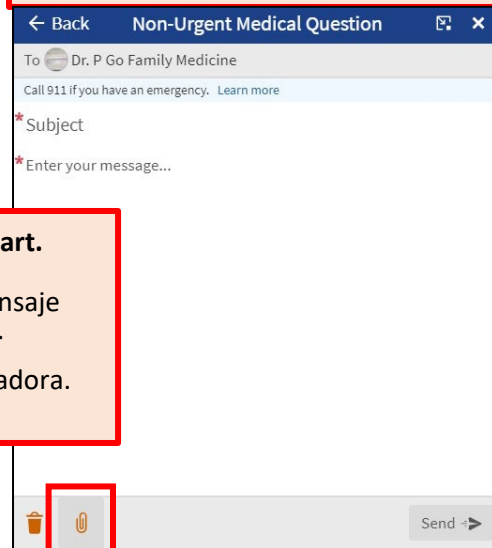 ← Back Non-Urgent Medical Question
To Dr. P Go Family Medicine
Call 911 if you have an emergency. Learn more
*Subject
*Enter your message...
art.
nsaje
.
adora.
Send